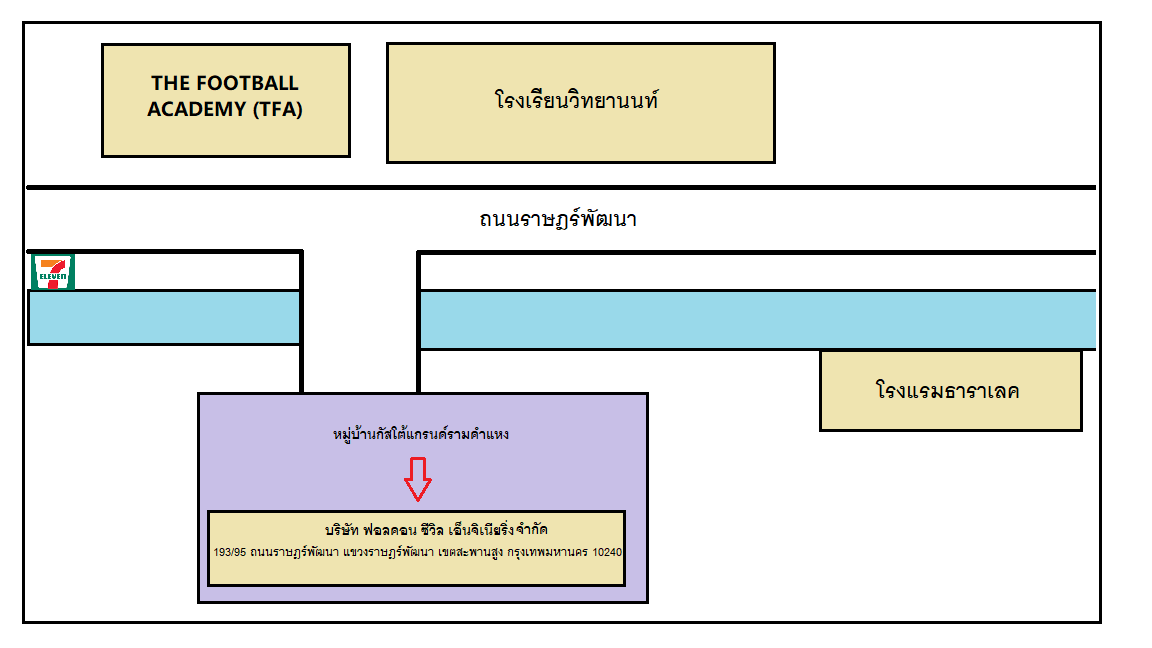 THE FOOTBALL
ACADEMY (TFA)
โรงเรียนวิทยานนท์
ถนนราษฎร์พัฒนา
ELEVEN
โรงแรมธาราเลค
หมู่บ้านกัสโต้แกรนด์รามคำแหง
บริษัท ฟอลคอน ซีวิล เอ็นจิเนียริ่ง จำกัด
193/95 ถนนราษฎร์พัฒนา แขวงราษฎร์พัฒนา เขตสะพานสูง กรุงเทพมหานคร 10240